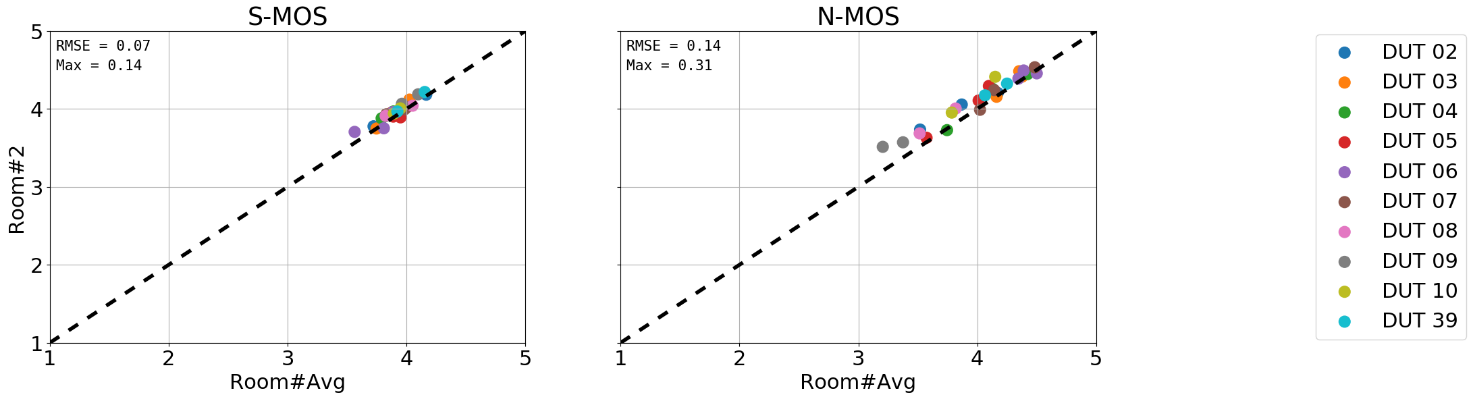 S-MOS
RMSE = 0.07
Max = 0.14
5
4
3
2
1
1 2 3 4 5
Room#2
Room#Avg
N-MOS
RMSE = 0.14
Max = 0.31
1 2 3 4 5
Room#Avg
DUT 02
DUT 03
DUT 04
DUT 05
DUT 06
DUT 07
DUT 08
DUT 09
DUT 10
DUT 39